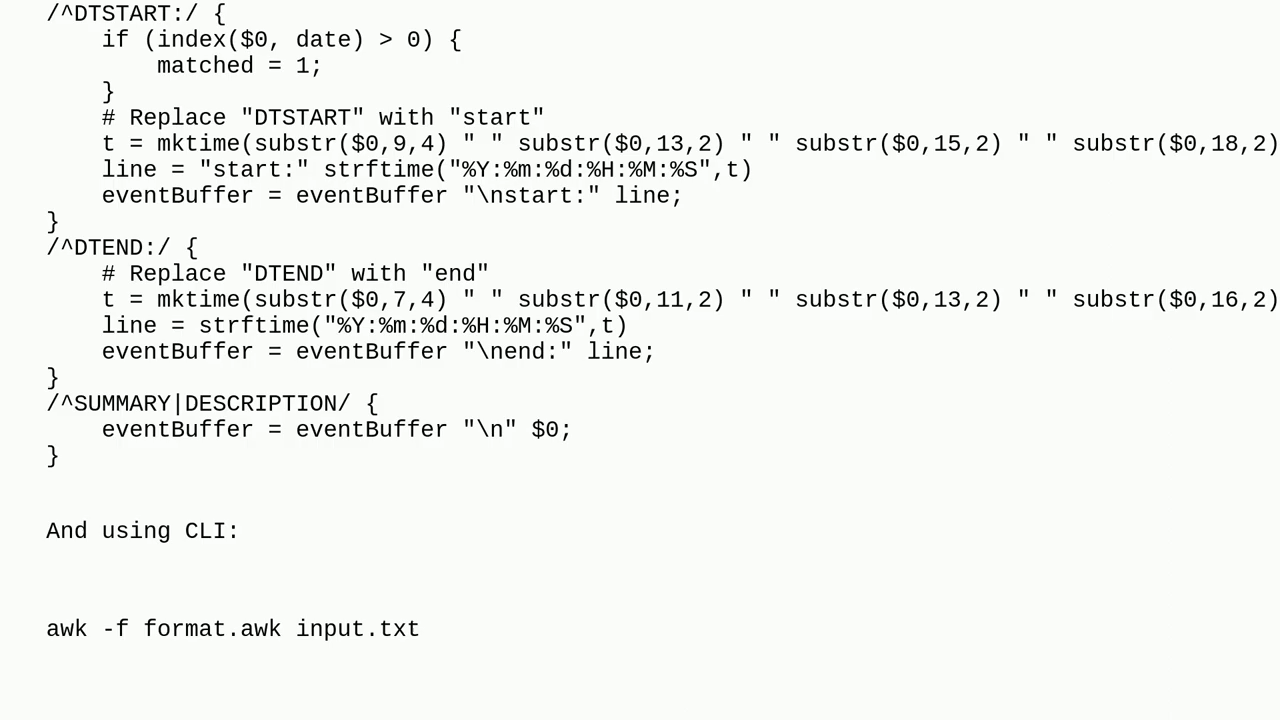 /^DTSTART:/ {
    if (index($0, date) > 0) {
        matched = 1;
    }
    # Replace "DTSTART" with "start"
    t = mktime(substr($0,9,4) " " substr($0,13,2) " " substr($0,15,2) " " substr($0,18,2)
    line = "start:" strftime("%Y:%m:%d:%H:%M:%S",t)
    eventBuffer = eventBuffer "\nstart:" line;
}
/^DTEND:/ {
    # Replace "DTEND" with "end"
    t = mktime(substr($0,7,4) " " substr($0,11,2) " " substr($0,13,2) " " substr($0,16,2)
    line = strftime("%Y:%m:%d:%H:%M:%S",t)
    eventBuffer = eventBuffer "\nend:" line;
}
/^SUMMARY|DESCRIPTION/ {
    eventBuffer = eventBuffer "\n" $0;
}
And using CLI:
awk -f format.awk input.txt